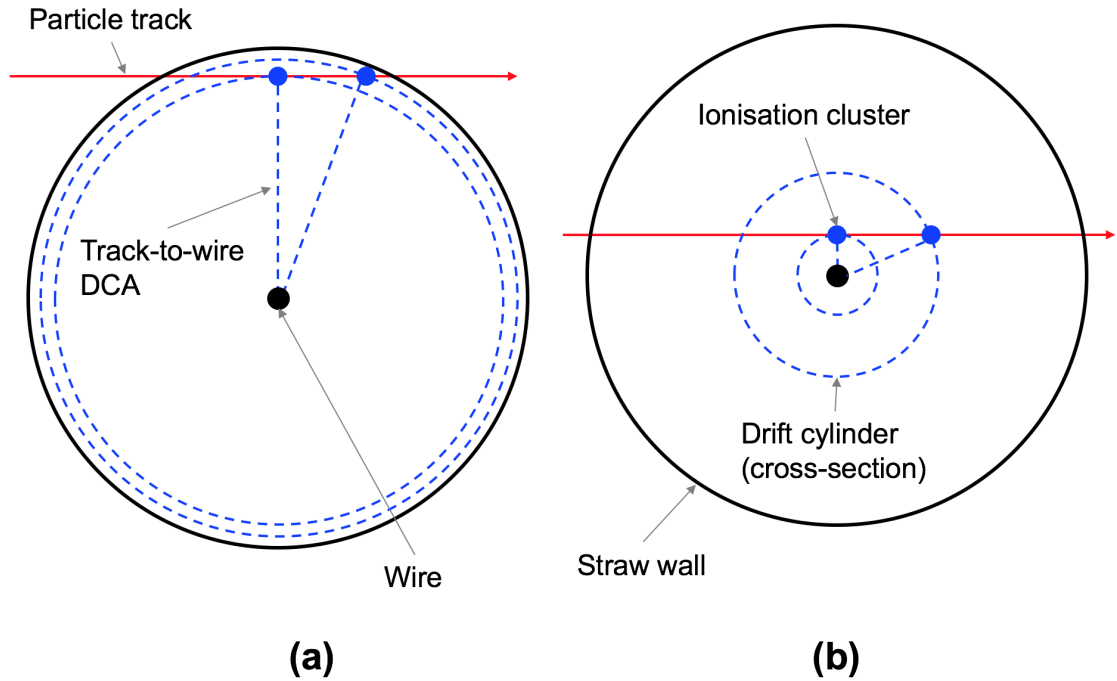 Particle track
Track-to-wire
DCA
Wire
(a)
Ionisation cluster
Drift cylinder
(cross-section)
Straw wall
(b)